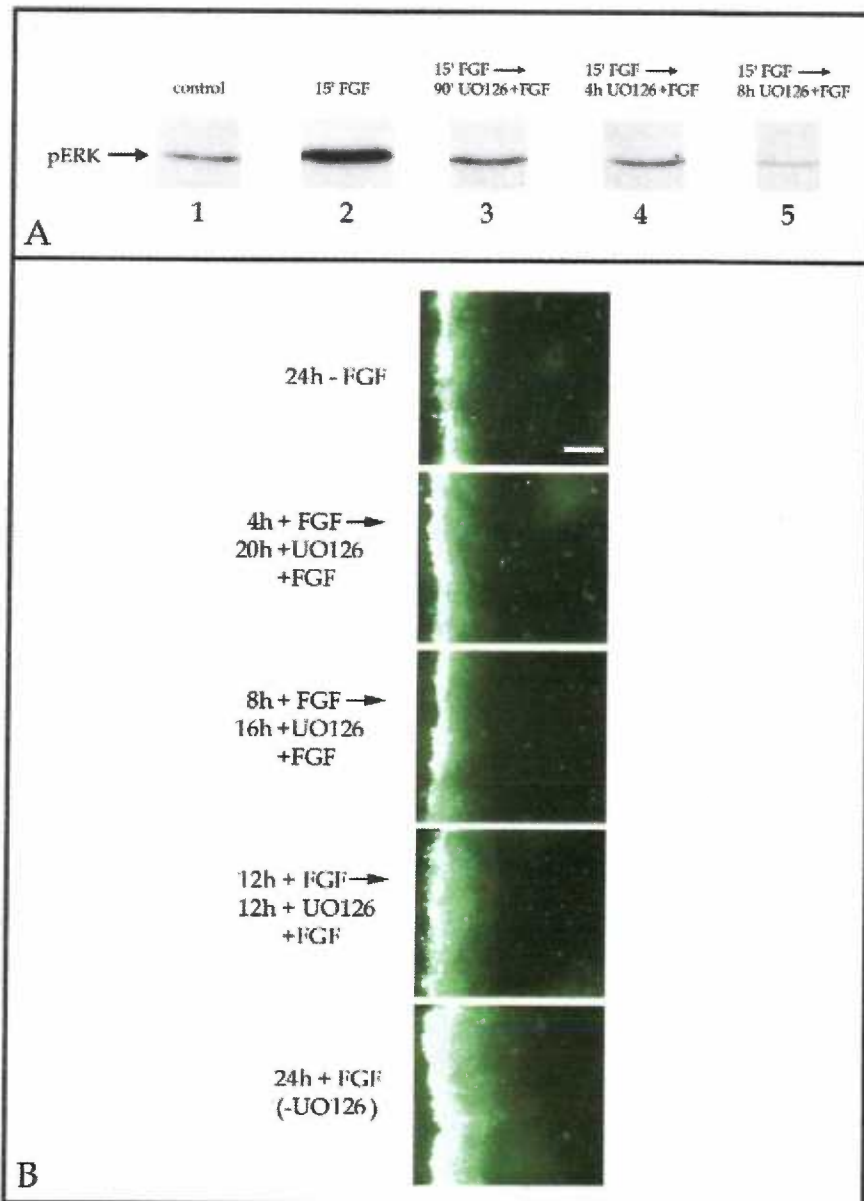 control
15' FGF
15' FGF →
90' UO126+FGF
15' FGF →
4h UO126+FGF
15' FGF →
8h UO126+FGF
pERK →
1
2
3
4
5
A
24h - FGF
4h + FGF →
20h +UO126
+FGF
8h + FGF →
16h +UO126
+FGF
12h + FGF →
12h + UO126
+FGF
24h + FGF
(-UO126)
B